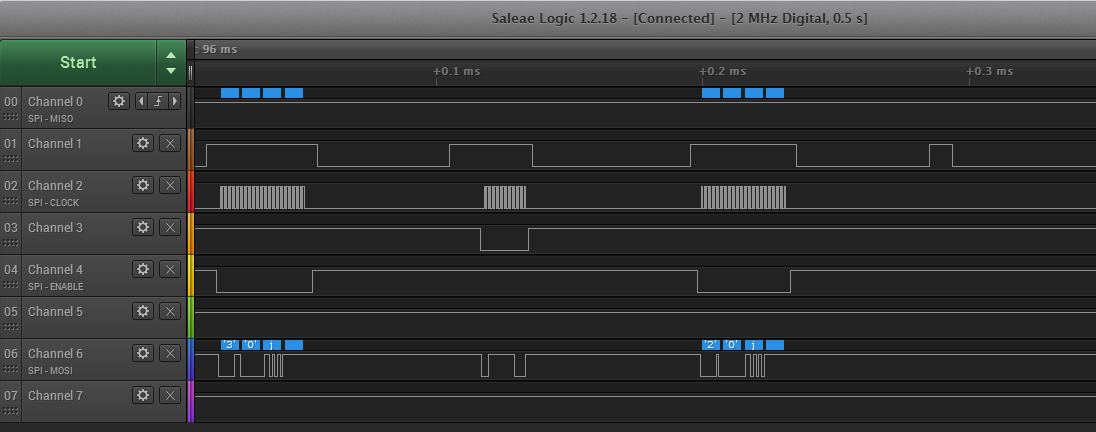 Saleae Logic 1.2.18 - [Connected] - [2 MHz Digital, 0.5 s]
Start
: 96 ms
+0.1 ms
+0.2 ms
+0.3 ms
00 Channel 0
SPI - MISO
01 Channel 1
02 Channel 2
SPI - CLOCK
03 Channel 3
04 Channel 4
SPI - ENABLE
05 Channel 5
'3' '0' j '2' '0' j
06 Channel 6
SPI - MOSI
07 Channel 7